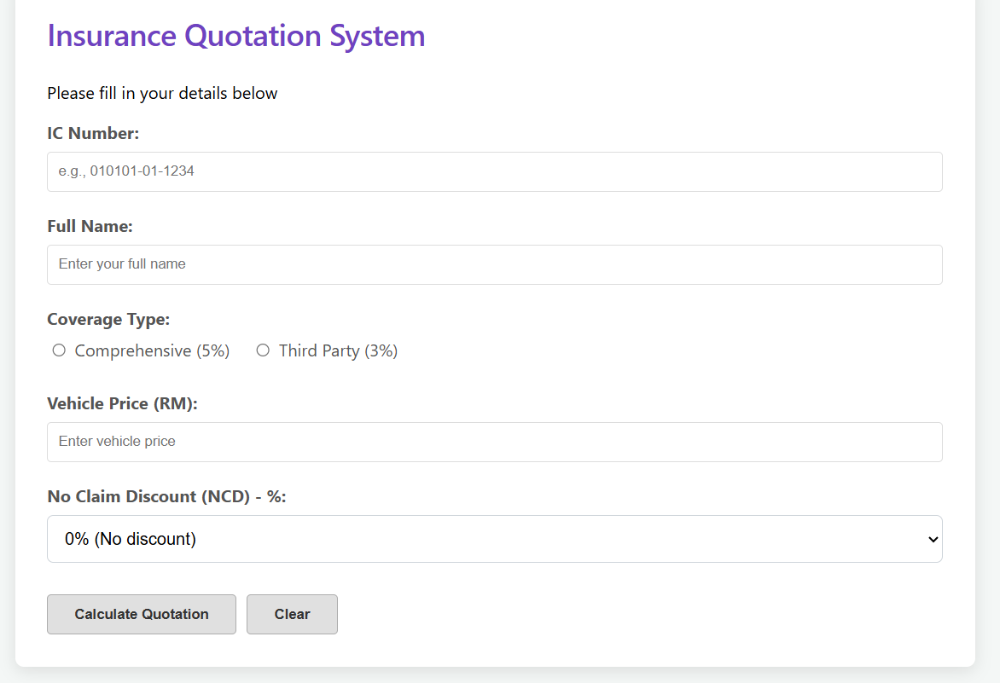 Insurance Quotation System
Please fill in your details below
IC Number:
e.g., 010101-01-1234
Full Name:
Enter your full name
Coverage Type:
Comprehensive (5%) Third Party (3%)
Vehicle Price (RM):
Enter vehicle price
No Claim Discount (NCD) - %:
0% (No discount)
Calculate Quotation Clear